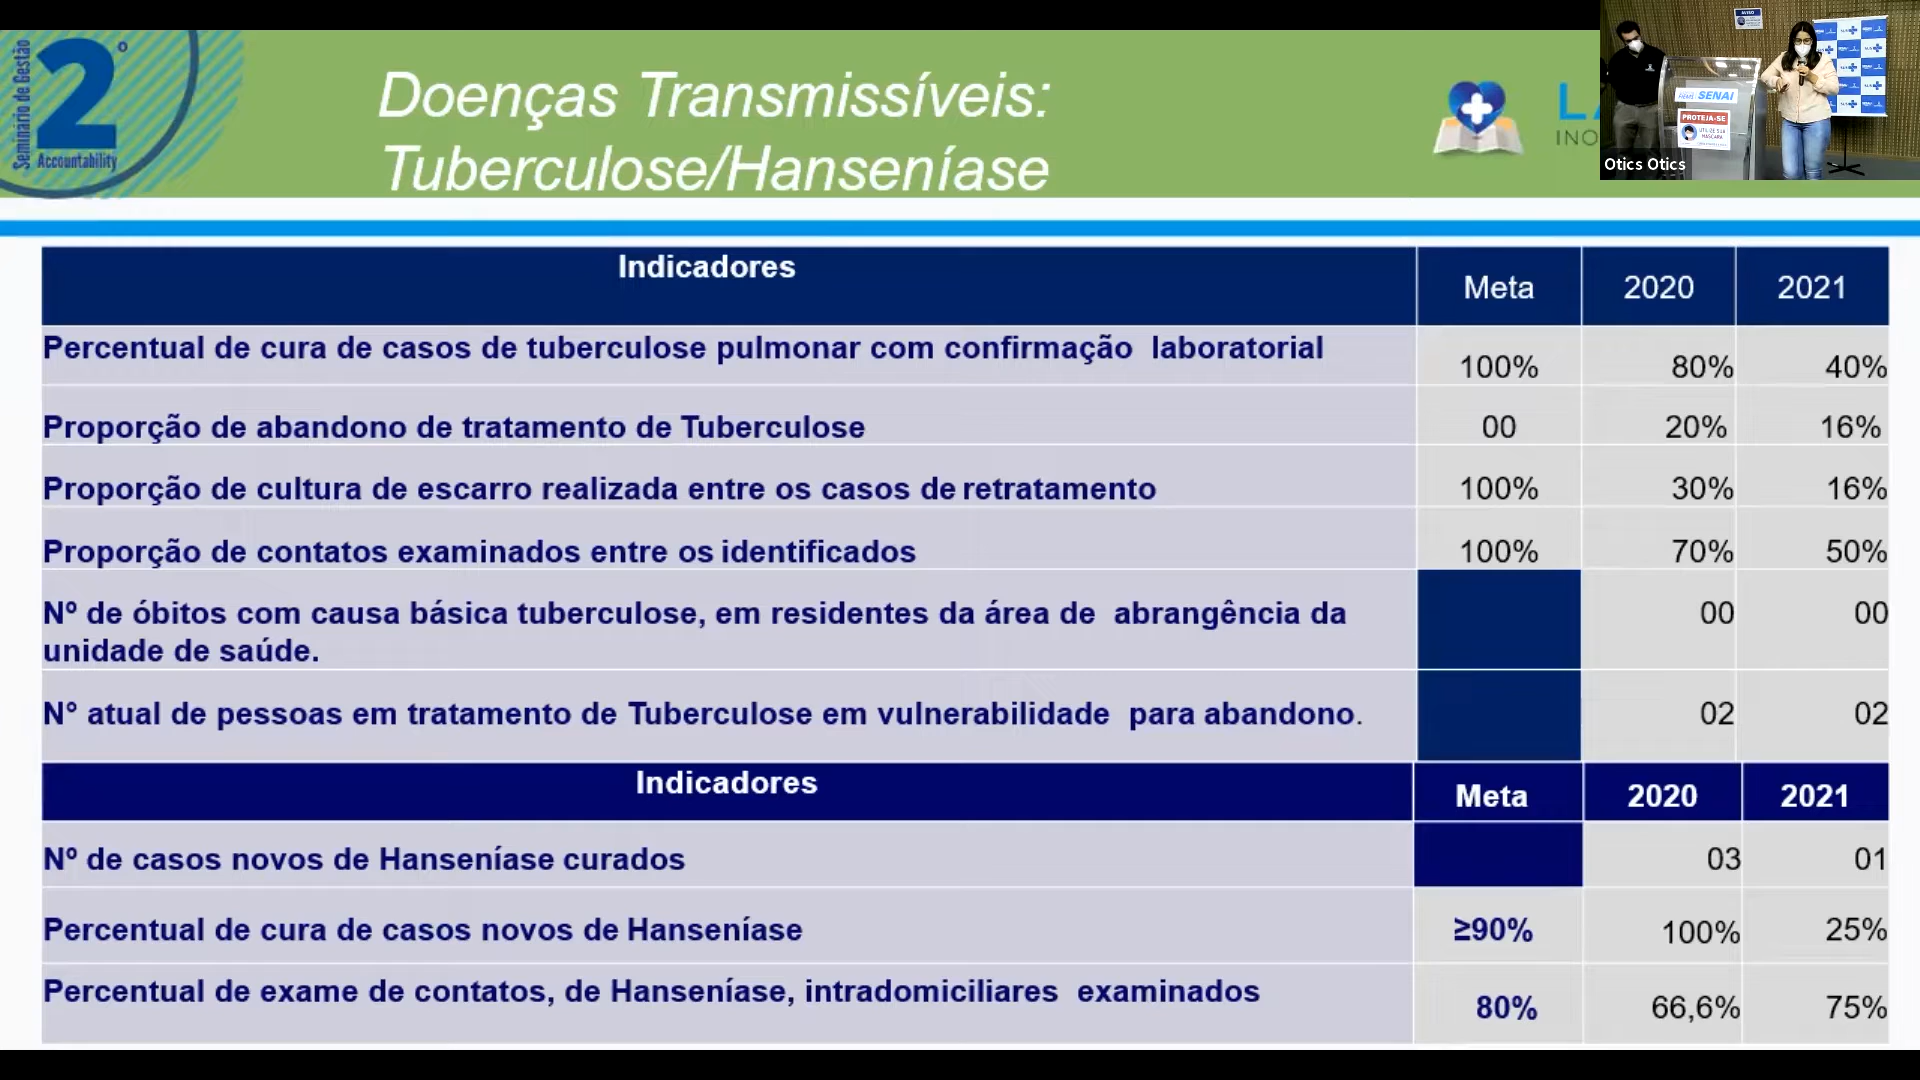 Seminário de Gestão
2º
Accountability
Doenças Transmissíveis:
Tuberculose/Hanseníase
INO
AVISO
SENAI
PROTEJA-SE
UTILIZE SUA
MÁSCARA
Otics Otics
Indicadores Meta 2020 2021
Percentual de cura de casos de tuberculose pulmonar com confirmação laboratorial 100% 80% 40%
Proporção de abandono de tratamento de Tuberculose 00 20% 16%
Proporção de cultura de escarro realizada entre os casos de retratamento 100% 30% 16%
Proporção de contatos examinados entre os identificados 100% 70% 50%
Nº de óbitos com causa básica tuberculose, em residentes da área de abrangência da 00 00
unidade de saúde.
N° atual de pessoas em tratamento de Tuberculose em vulnerabilidade para abandono. 02 02
Indicadores Meta 2020 2021
Nº de casos novos de Hanseníase curados 03 01
Percentual de cura de casos novos de Hanseníase ≥90% 100% 25%
Percentual de exame de contatos, de Hanseníase, intradomiciliares examinados 80% 66,6% 75%